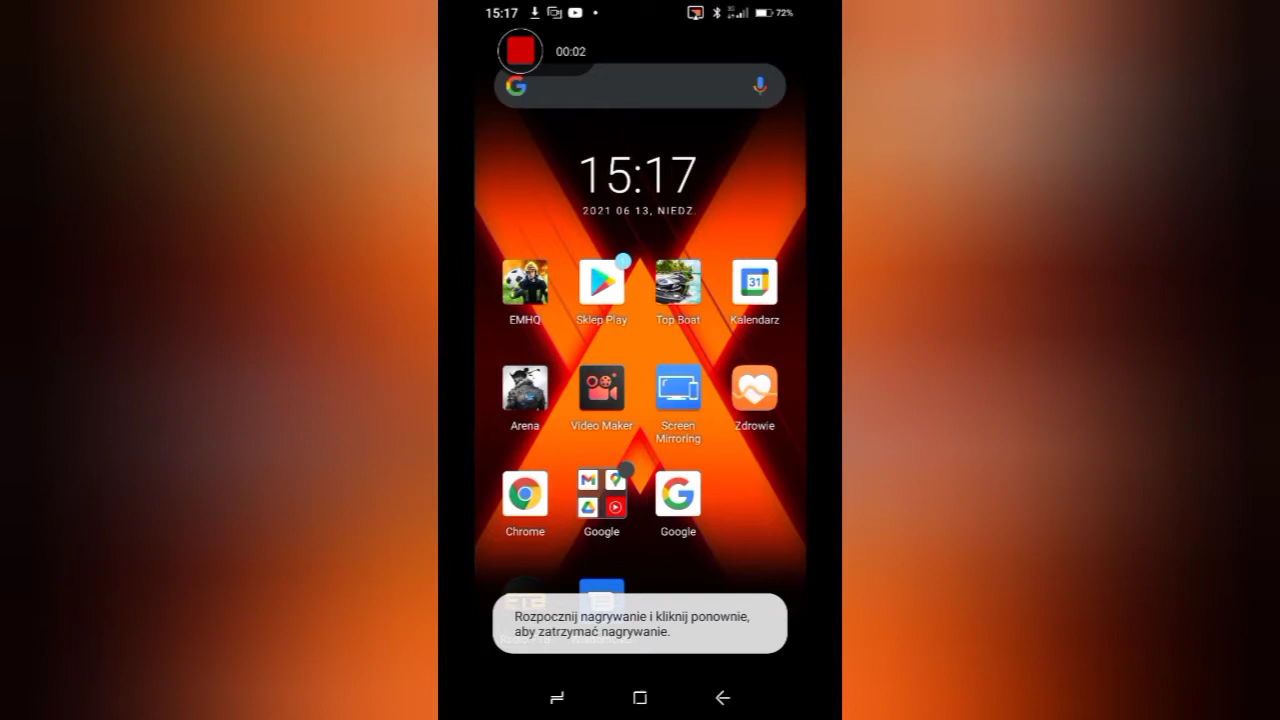 15:17
72%
00:02
15:17
2021 06 13, NIEDZ.
31
EMHQ
Sklep Play
Top Boat
Kalendarz
Arena
Video Maker
Screen
Mirroring
Zdrowie
Chrome
Google
Google
Rozpocznij nagrywanie i kliknij ponownie,
aby zatrzymać nagrywanie.